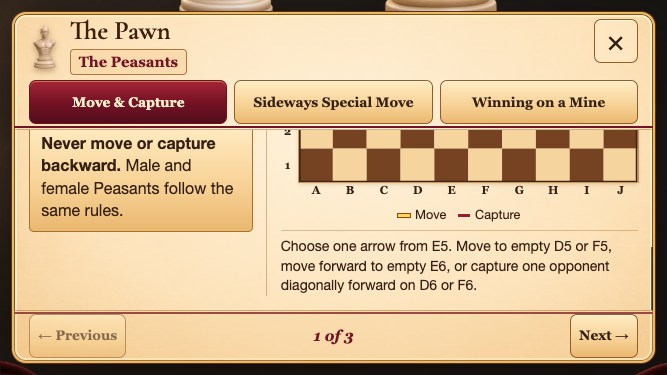 The Pawn
The Peasants
×
Move & Capture
Sideways Special Move
Winning on a Mine
Never move or capture
backward. Male and
female Peasants follow the
same rules.
2
1
A B C D E F G H I J
Move Capture
Choose one arrow from E5. Move to empty D5 or F5,
move forward to empty E6, or capture one opponent
diagonally forward on D6 or F6.
← Previous
1 of 3
Next →